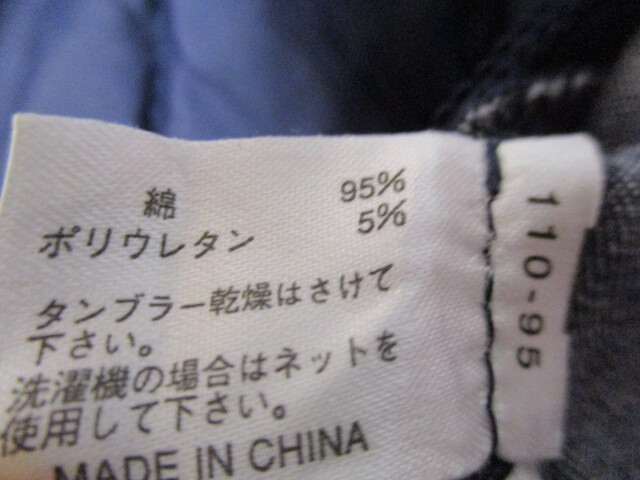 綿 95%
ポリウレタン 5%
タンブラー乾燥はさけて
下さい。
洗濯機の場合はネットを
使用して下さい。
MADE IN CHINA
110-95